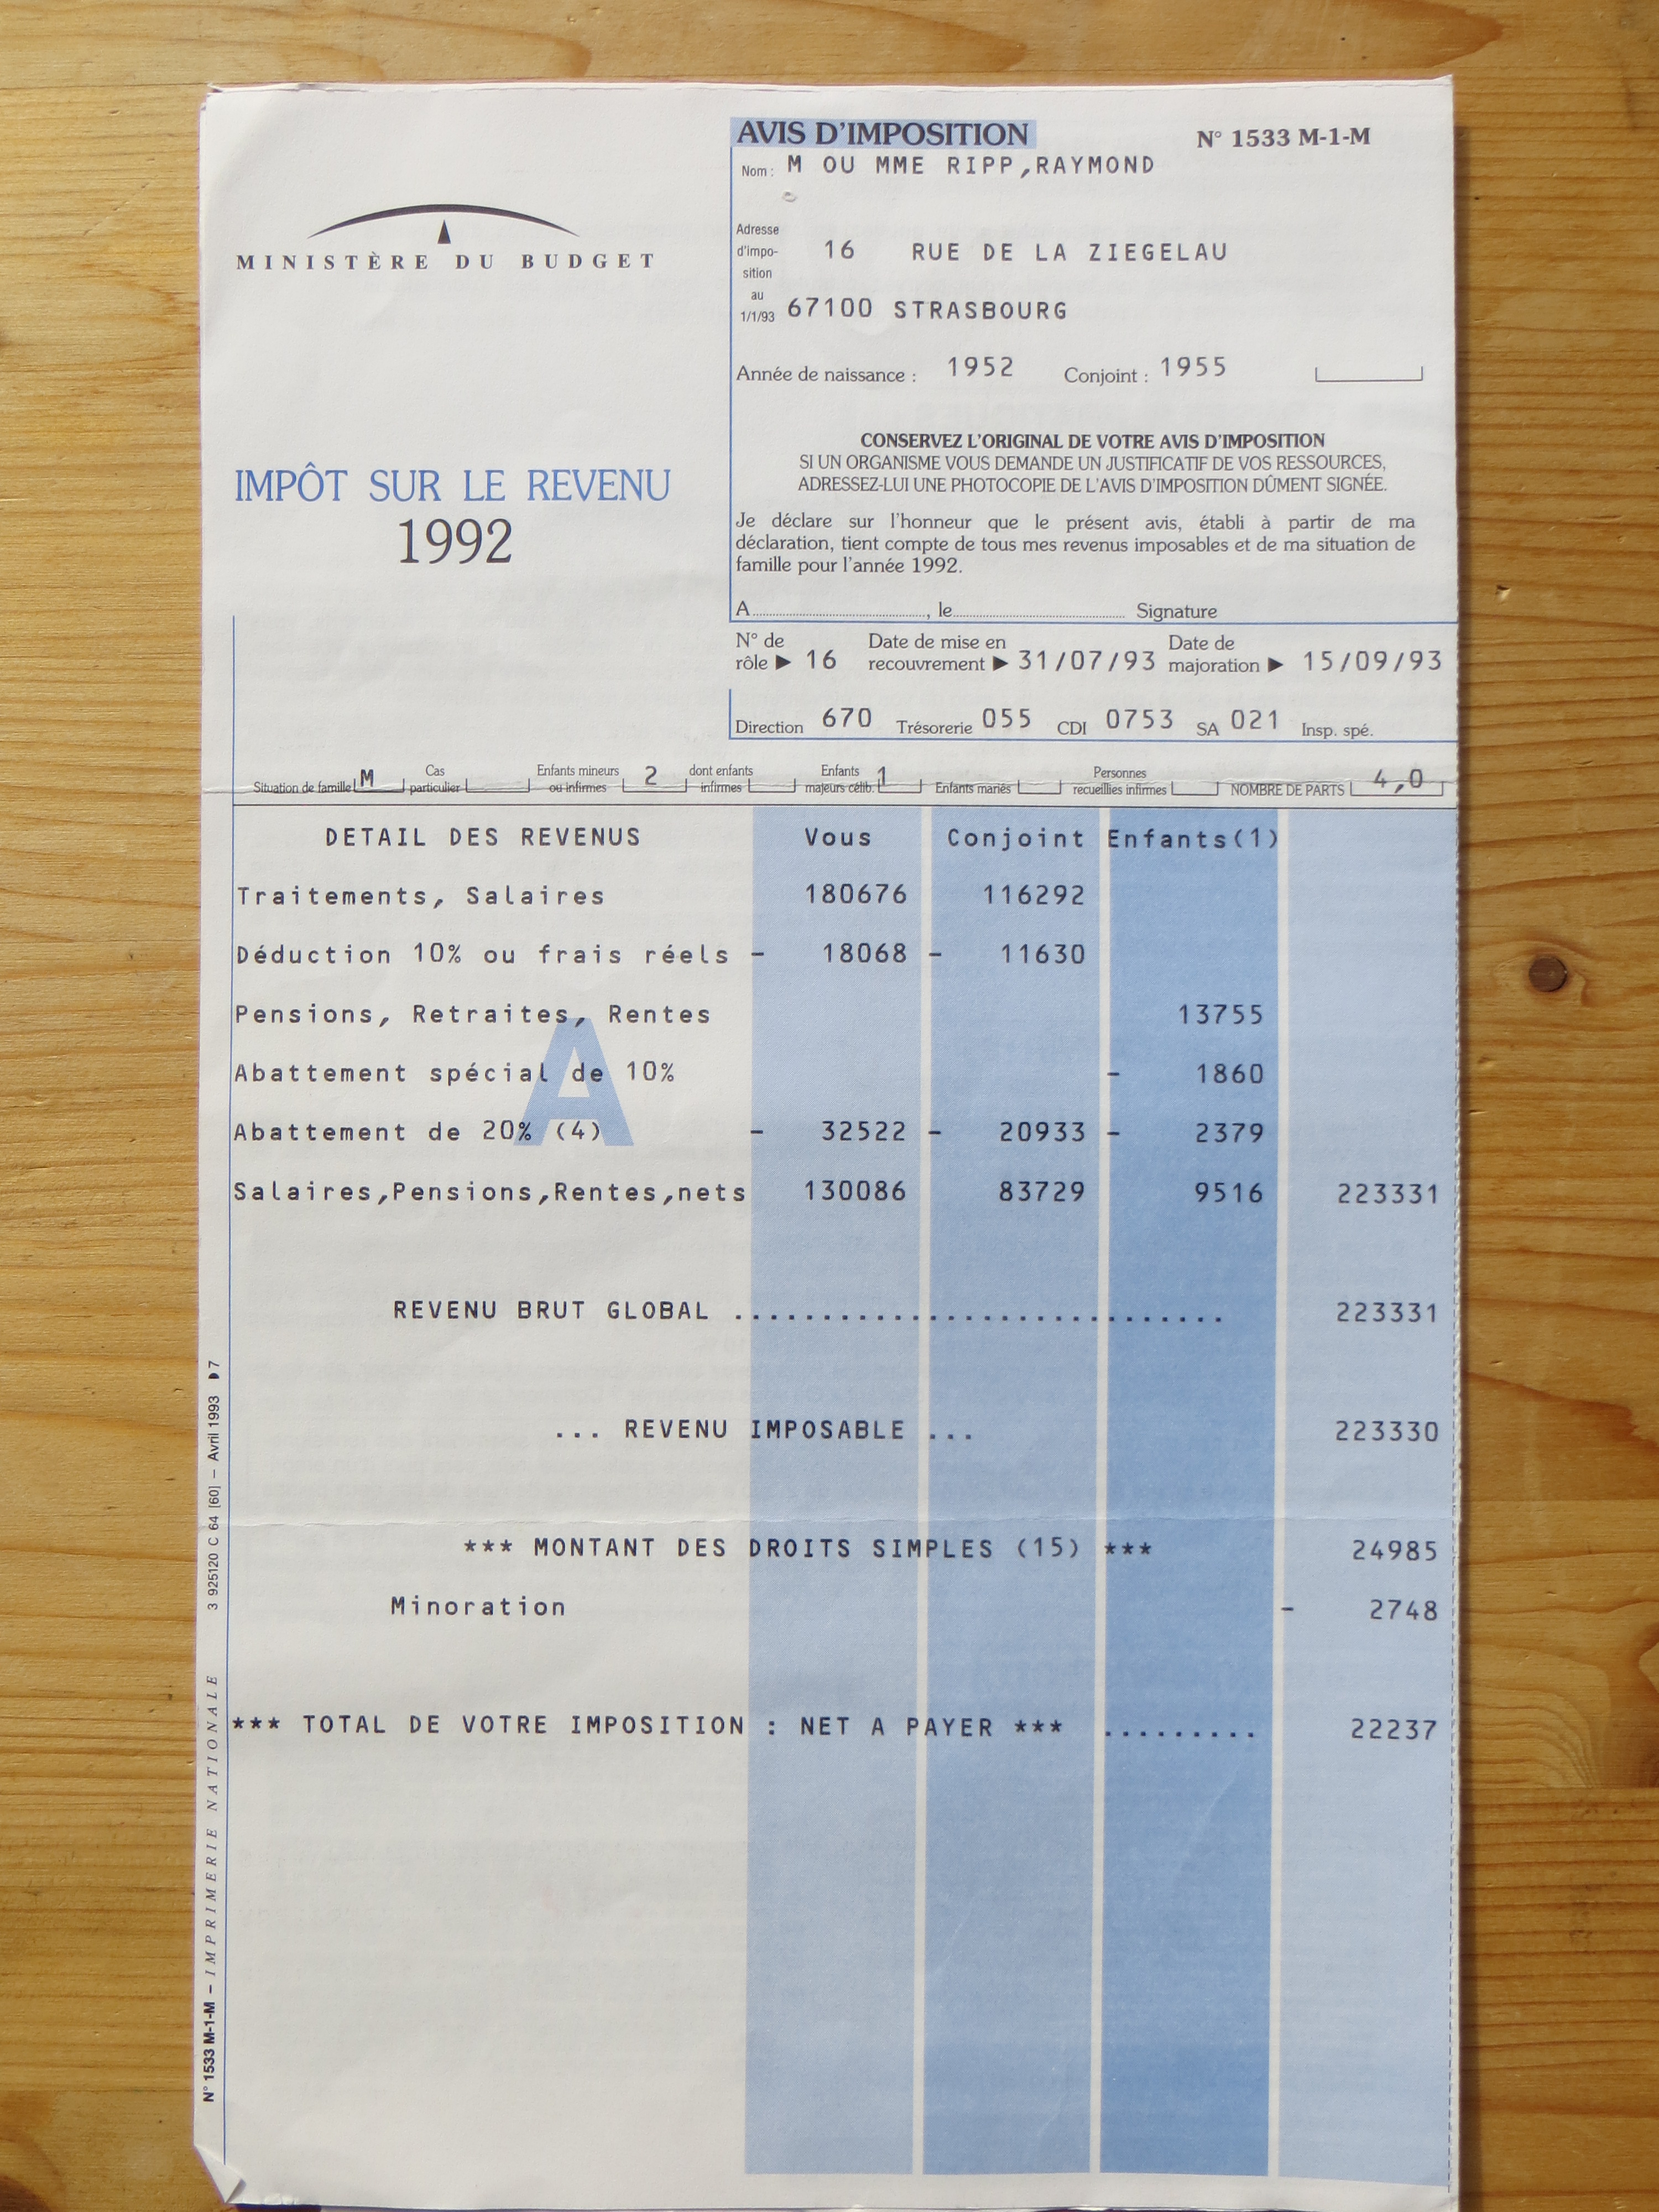 AVIS D'IMPOSITION N° 1533 M-1-M
Nom : M OU MME RIPP,RAYMOND
Adresse d'impo- sition au 1/1/93
16 RUE DE LA ZIEGELAU
67100 STRASBOURG
Année de naissance : 1952 Conjoint : 1955
MINISTÈRE DU BUDGET
IMPÔT SUR LE REVENU
1992
CONSERVEZ L'ORIGINAL DE VOTRE AVIS D'IMPOSITION
SI UN ORGANISME VOUS DEMANDE UN JUSTIFICATIF DE VOS RESSOURCES,
ADRESSEZ-LUI UNE PHOTOCOPIE DE L'AVIS D'IMPOSITION DÛMENT SIGNÉE.
Je déclare sur l'honneur que le présent avis, établi à partir de ma
déclaration, tient compte de tous mes revenus imposables et de ma situation de
famille pour l'année 1992.
A..............................., le............................... Signature
N° de rôle ▶ 16 Date de mise en recouvrement ▶ 31/07/93 Date de majoration ▶ 15/09/93
Direction 670 Trésorerie 055 CDI 0753 SA 021 Insp. spé.
Situation de famille M Cas particulier Enfants mineurs ou infirmes 2 dont enfants infirmes Enfants majeurs célib. 1 Enfants mariés Personnes recueillies infirmes NOMBRE DE PARTS 4,0
DETAIL DES REVENUS Vous Conjoint Enfants(1)
Traitements, Salaires 180676 116292
Déduction 10% ou frais réels - 18068 - 11630
Pensions, Retraites, Rentes 13755
Abattement spécial de 10% - 1860
A
Abattement de 20% (4) - 32522 - 20933 - 2379
Salaires,Pensions,Rentes,nets 130086 83729 9516 223331
REVENU BRUT GLOBAL ............................ 223331
... REVENU IMPOSABLE ... 223330
*** MONTANT DES DROITS SIMPLES (15) *** 24985
Minoration - 2748
*** TOTAL DE VOTRE IMPOSITION : NET A PAYER *** ......... 22237
N° 1533 M-1-M – IMPRIMERIE NATIONALE 3 925120 C 64 [60] – Avril 1993 7